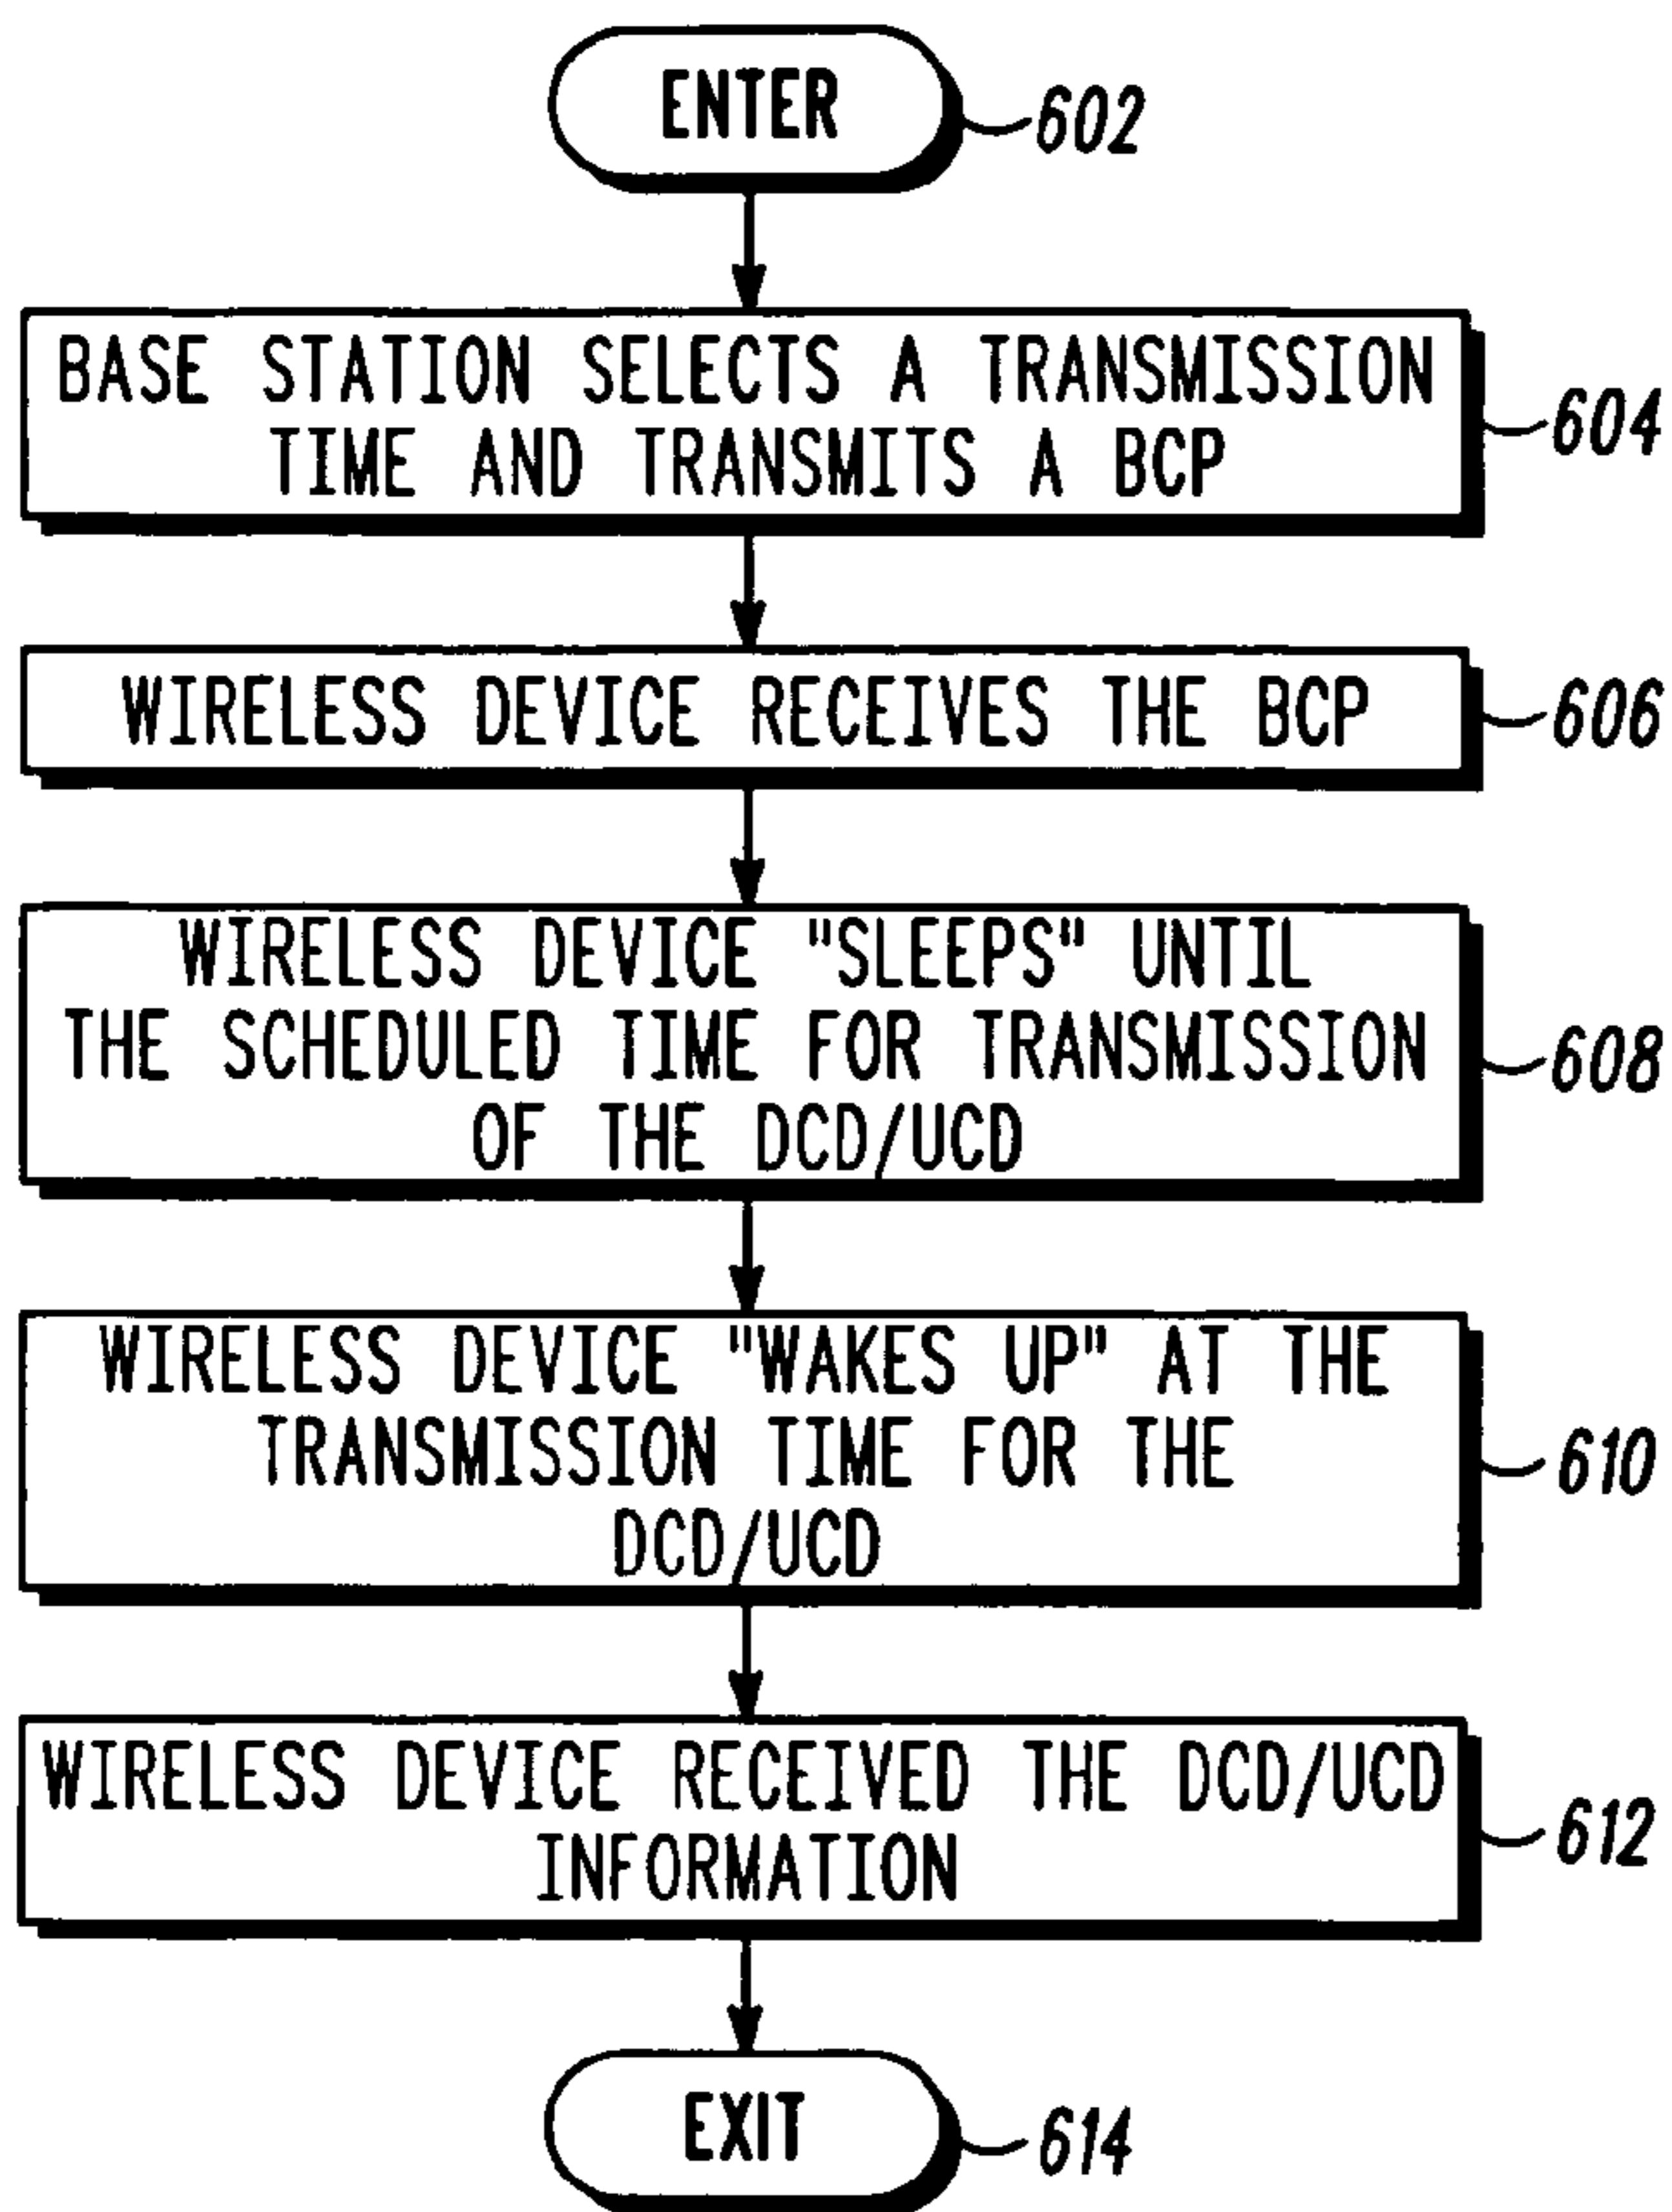 ENTER
602
BASE STATION SELECTS A TRANSMISSION
TIME AND TRANSMITS A BCP
604
WIRELESS DEVICE RECEIVES THE BCP
606
WIRELESS DEVICE "SLEEPS" UNTIL
THE SCHEDULED TIME FOR TRANSMISSION
OF THE DCD/UCD
608
WIRELESS DEVICE "WAKES UP" AT THE
TRANSMISSION TIME FOR THE
DCD/UCD
610
WIRELESS DEVICE RECEIVED THE DCD/UCD
INFORMATION
612
EXIT
614